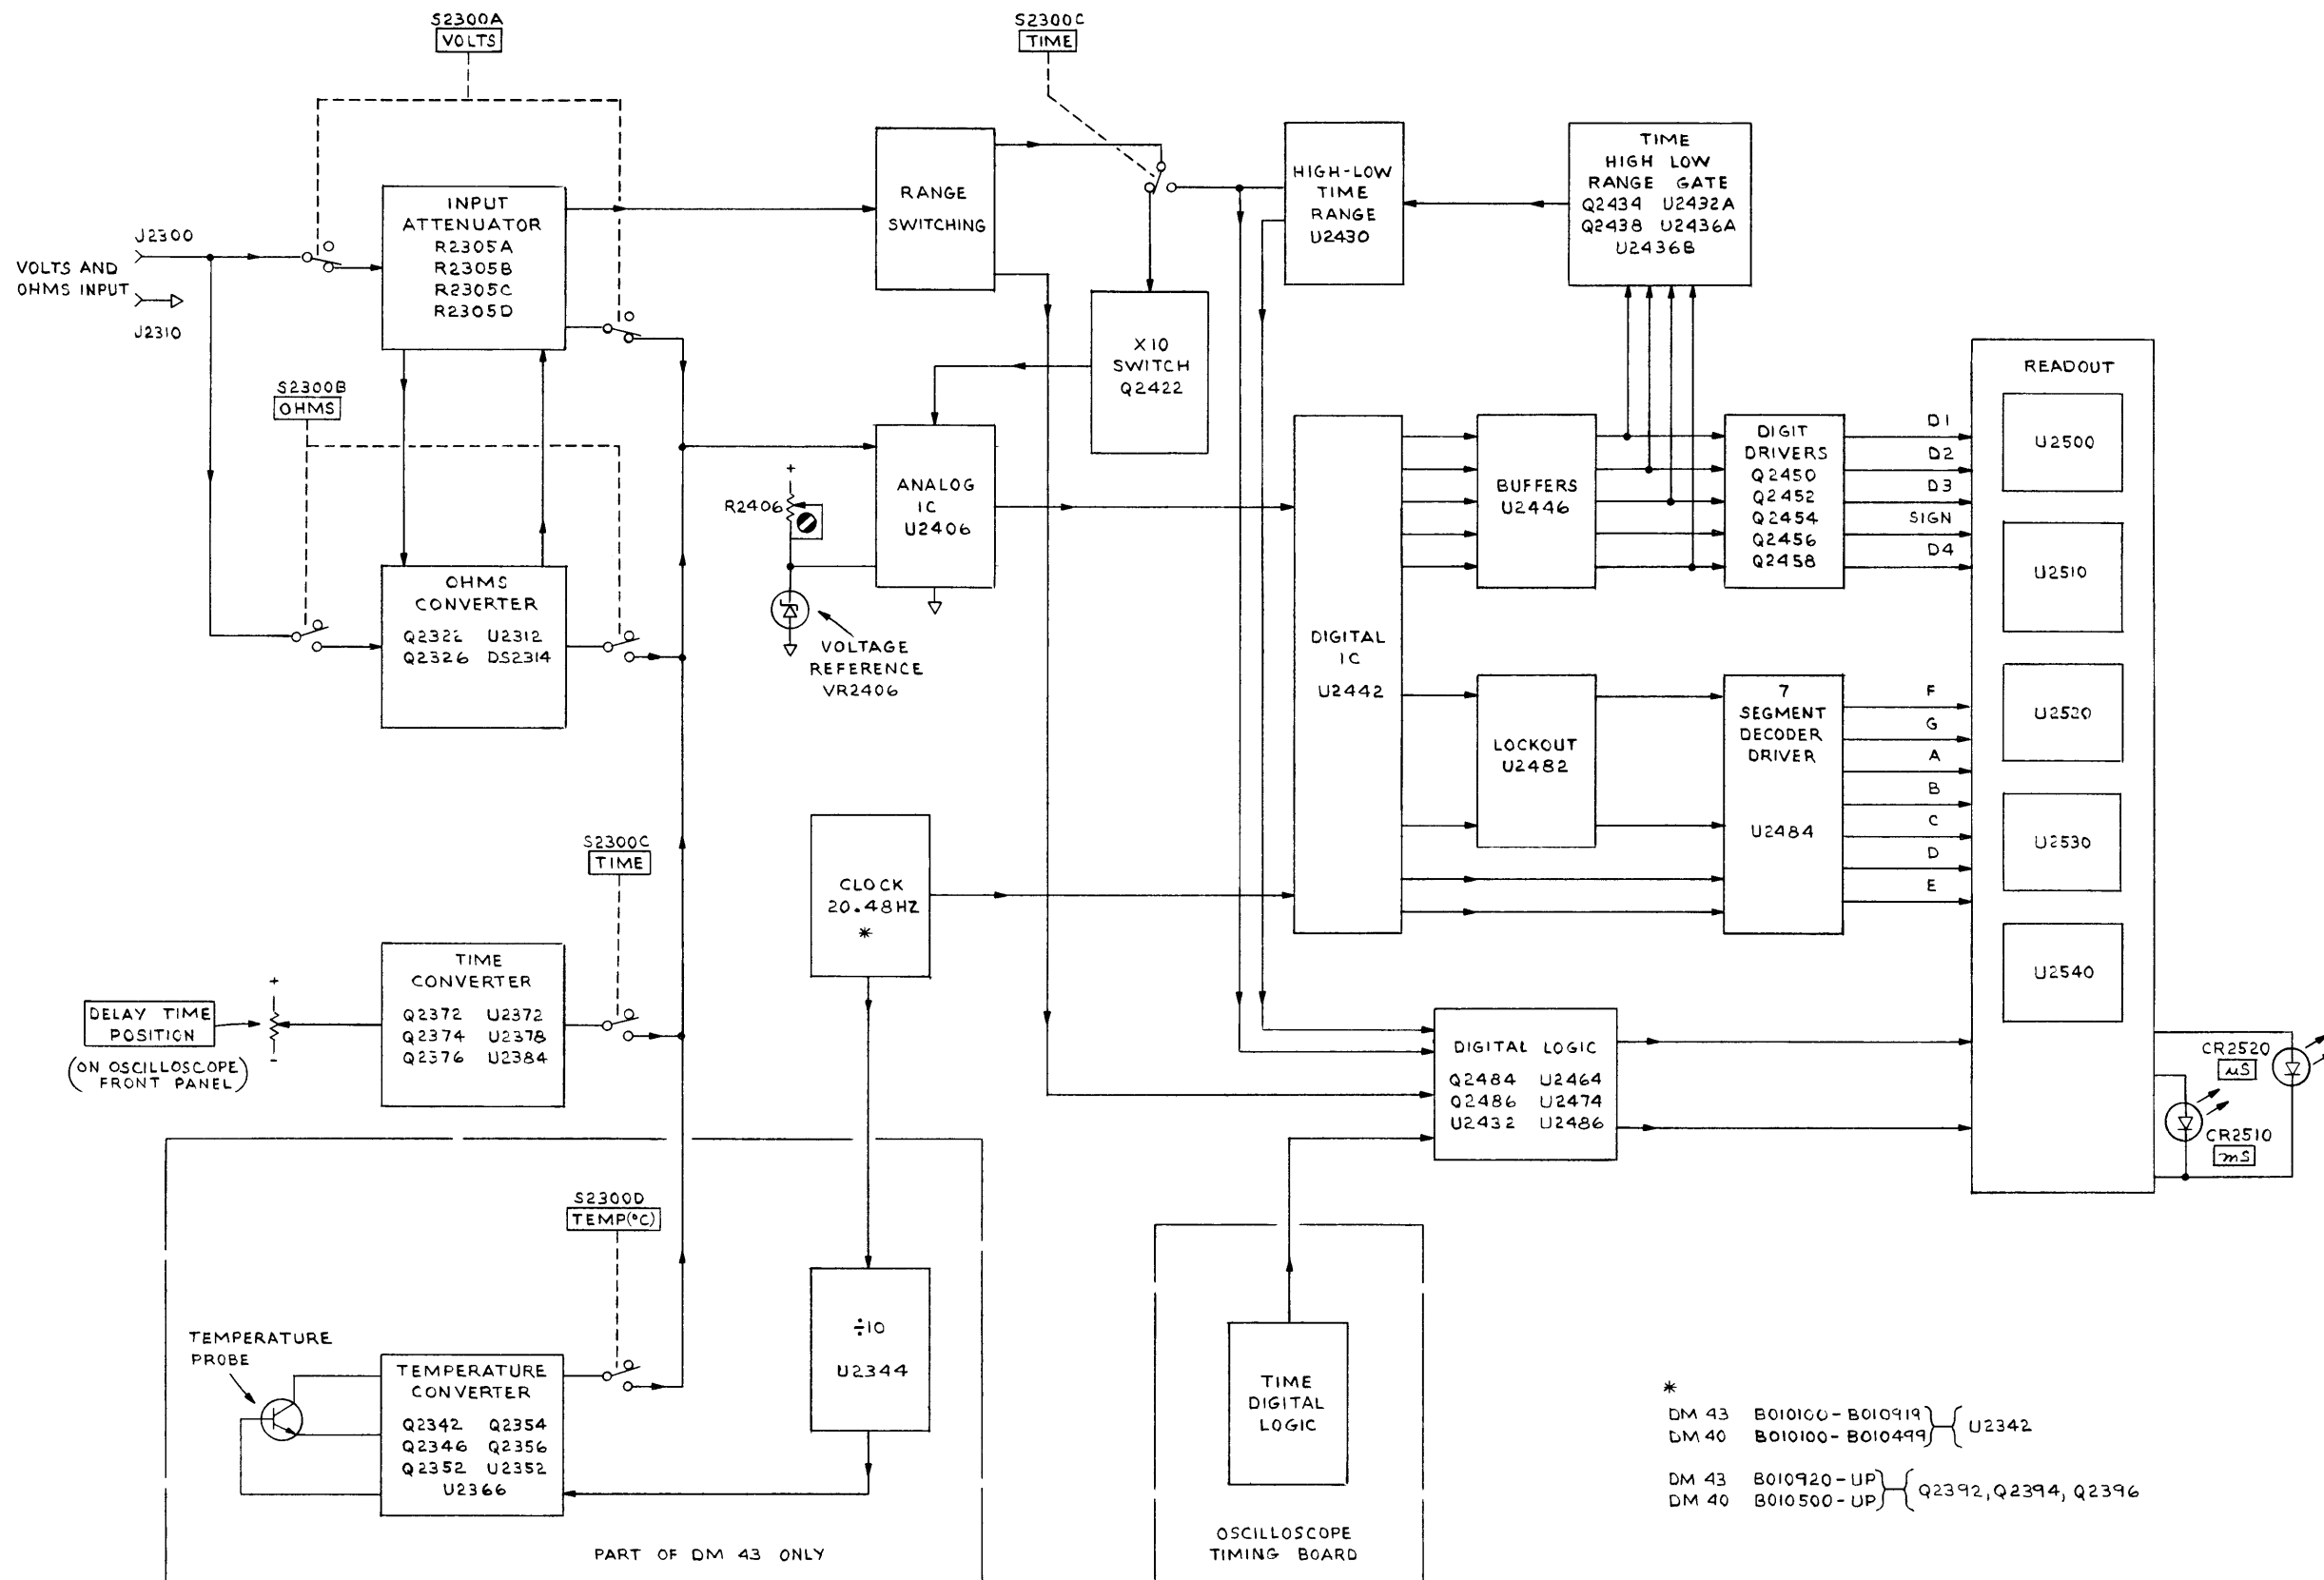 S2300A
VOLTS
S2300C
TIME
J2300
VOLTS AND
OHMS INPUT
J2310
INPUT
ATTENUATOR
R2305A
R2305B
R2305C
R2305D
RANGE
SWITCHING
HIGH-LOW
TIME
RANGE
U2430
TIME
HIGH LOW
RANGE GATE
Q2434 U2432A
Q2438 U2436A
U2436B
X10
SWITCH
Q2422
S2300B
OHMS
OHMS
CONVERTER
Q2322 U2312
Q2326 DS2314
+
R2406
ANALOG
IC
U2406
VOLTAGE
REFERENCE
VR2406
DIGITAL
IC
U2442
BUFFERS
U2446
DIGIT
DRIVERS
Q2450
Q2452
Q2454
Q2456
Q2458
D1
D2
D3
SIGN
D4
READOUT
U2500
U2510
U2520
U2530
U2540
LOCKOUT
U2482
7
SEGMENT
DECODER
DRIVER
U2484
F
G
A
B
C
D
E
CLOCK
20.48HZ
*
S2300C
TIME
TIME
CONVERTER
Q2372 U2372
Q2374 U2378
Q2376 U2384
DELAY TIME
POSITION
(ON OSCILLOSCOPE
FRONT PANEL)
+
-
DIGITAL LOGIC
Q2484 U2464
Q2486 U2474
U2432 U2486
CR2520
µS
CR2510
mS
S2300D
TEMP(°C)
TEMPERATURE
PROBE
TEMPERATURE
CONVERTER
Q2342 Q2354
Q2346 Q2356
Q2352 U2352
U2366
÷10
U2344
PART OF DM 43 ONLY
TIME
DIGITAL
LOGIC
OSCILLOSCOPE
TIMING BOARD
*
DM 43 B010100-B010919
DM 40 B010100-B010499
U2342
DM 43 B010920-UP
DM 40 B010500-UP
Q2392, Q2394, Q2396